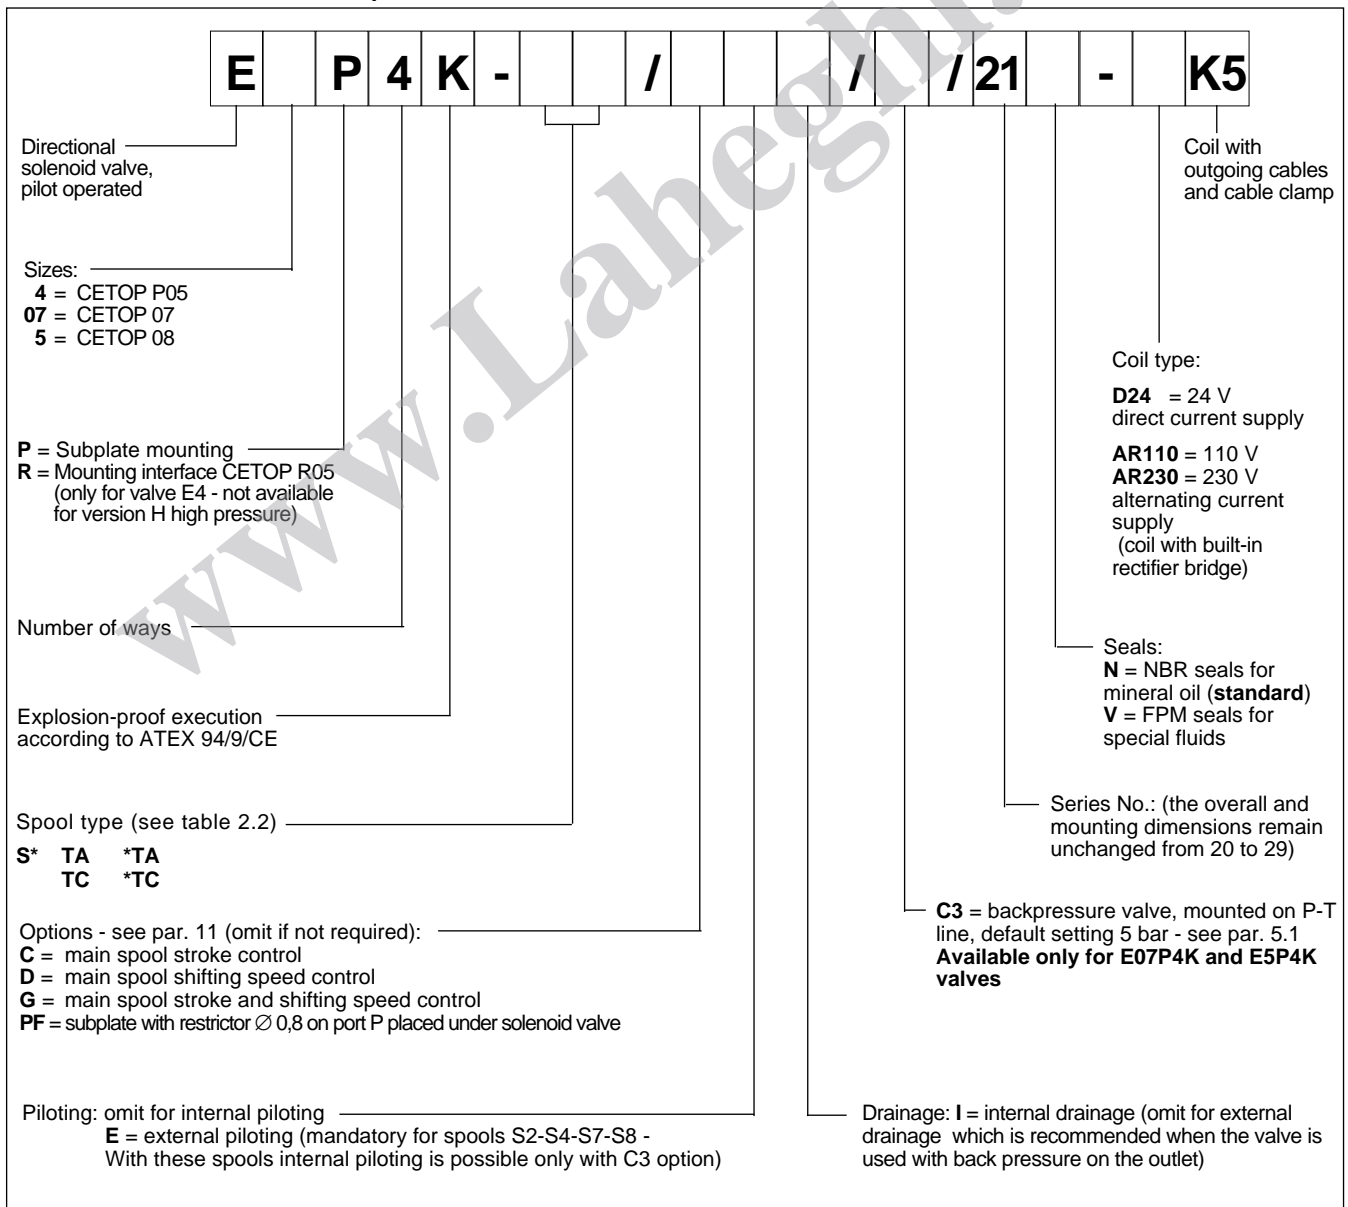 E P 4 K - / / / 21 - K5
Directional
solenoid valve,
pilot operated
Coil with
outgoing cables
and cable clamp
Sizes:
4 = CETOP P05
07 = CETOP 07
5 = CETOP 08
Coil type:
D24 = 24 V
direct current supply
AR110 = 110 V
AR230 = 230 V
alternating current
supply
(coil with built-in
rectifier bridge)
P = Subplate mounting
R = Mounting interface CETOP R05
(only for valve E4 - not available
for version H high pressure)
Number of ways
Seals:
N = NBR seals for
mineral oil (standard)
V = FPM seals for
special fluids
Explosion-proof execution
according to ATEX 94/9/CE
Series No.: (the overall and
mounting dimensions remain
unchanged from 20 to 29)
Spool type (see table 2.2)
S* TA *TA
TC *TC
C3 = backpressure valve, mounted on P-T
line, default setting 5 bar - see par. 5.1
Available only for E07P4K and E5P4K
valves
Options - see par. 11 (omit if not required):
C = main spool stroke control
D = main spool shifting speed control
G = main spool stroke and shifting speed control
PF = subplate with restrictor ∅ 0,8 on port P placed under solenoid valve
Piloting: omit for internal piloting
E = external piloting (mandatory for spools S2-S4-S7-S8 -
With these spools internal piloting is possible only with C3 option)
Drainage: I = internal drainage (omit for external
drainage which is recommended when the valve is
used with back pressure on the outlet)